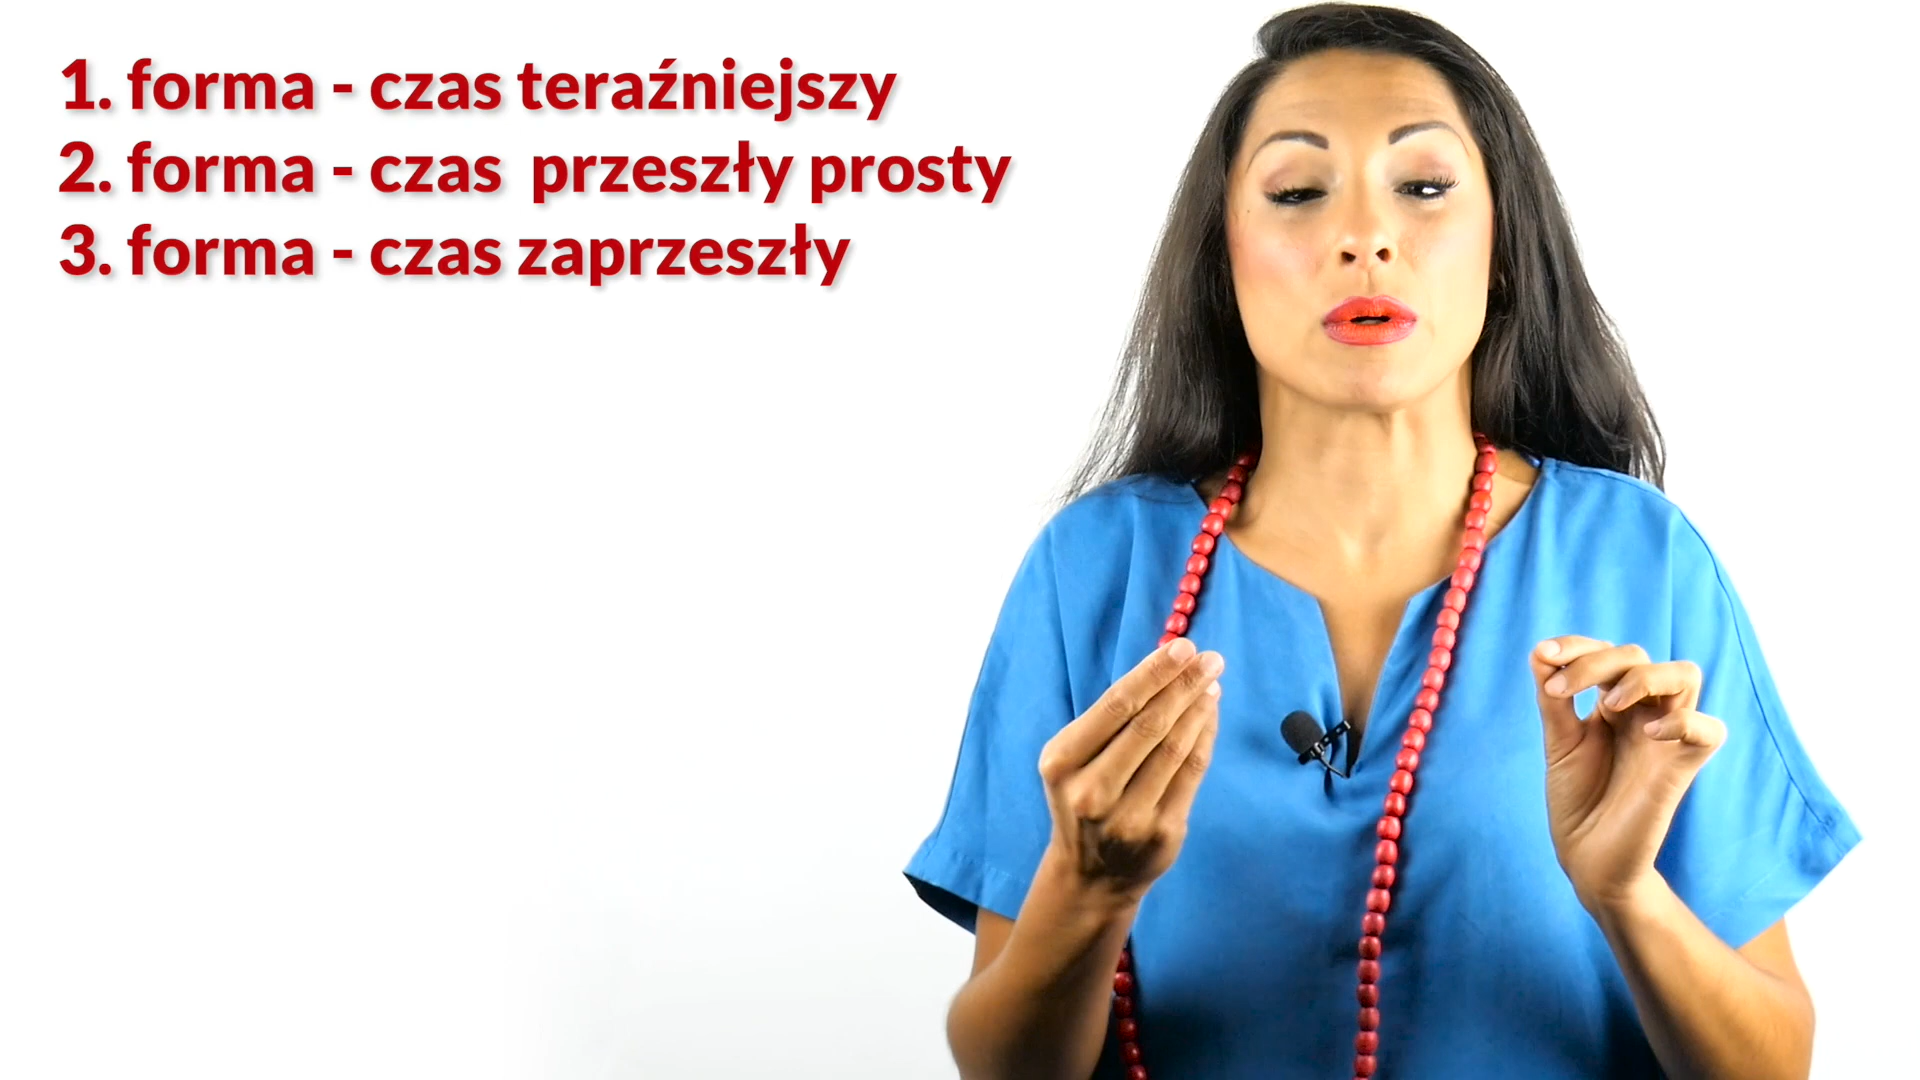 1. forma - czas teraźniejszy
2. forma - czas przeszły prosty
3. forma - czas zaprzeszły